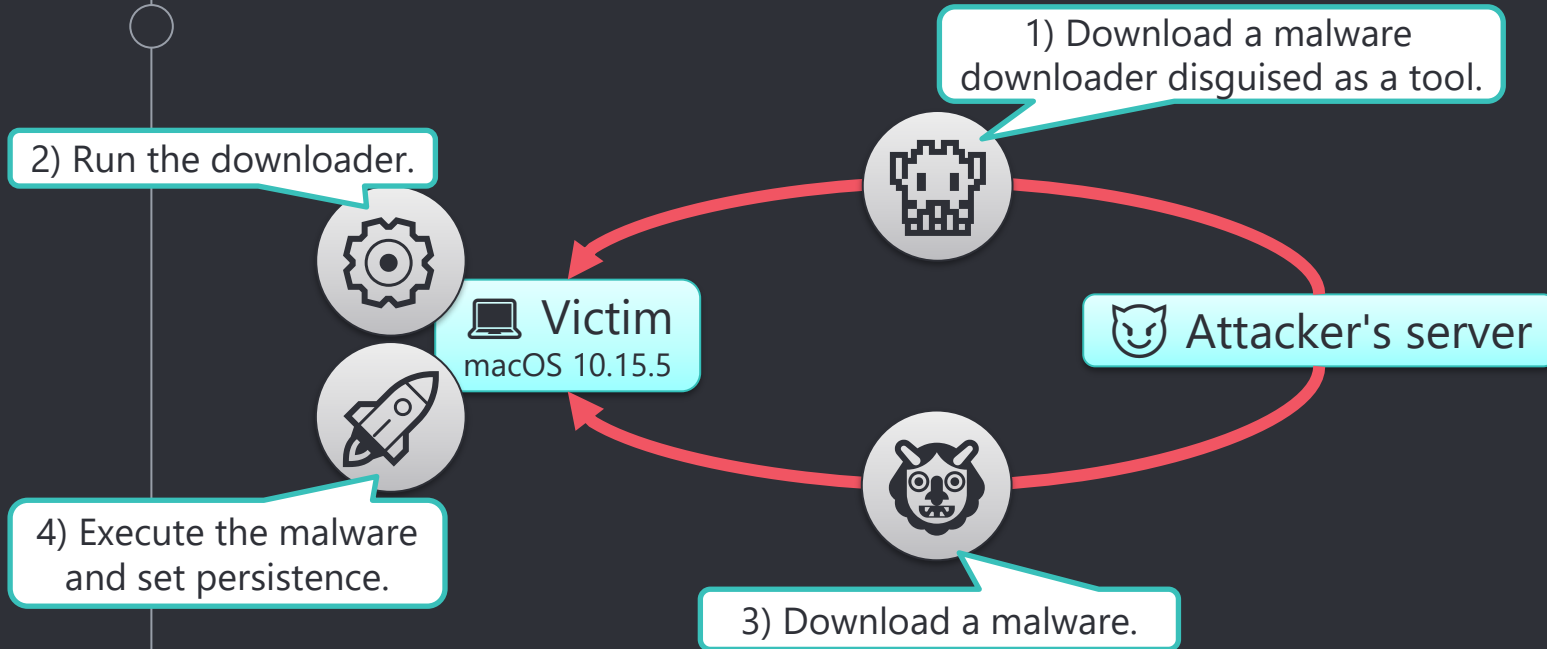 1) Download a malware
downloader disguised as a tool.
2) Run the downloader.
Victim
macOS 10.15.5
Attacker's server
4) Execute the malware
and set persistence.
3) Download a malware.